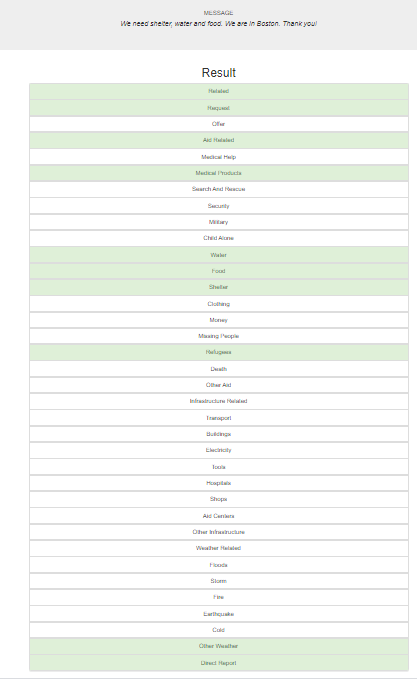 MESSAGE
We need shelter, water and food. We are in Boston. Thank you!
Result
Related
Request
Offer
Aid Related
Medical Help
Medical Products
Search And Rescue
Security
Military
Child Alone
Water
Food
Shelter
Clothing
Money
Missing People
Refugees
Death
Other Aid
Infrastructure Related
Transport
Buildings
Electricity
Tools
Hospitals
Shops
Aid Centers
Other Infrastructure
Weather Related
Floods
Storm
Fire
Earthquake
Cold
Other Weather
Direct Report